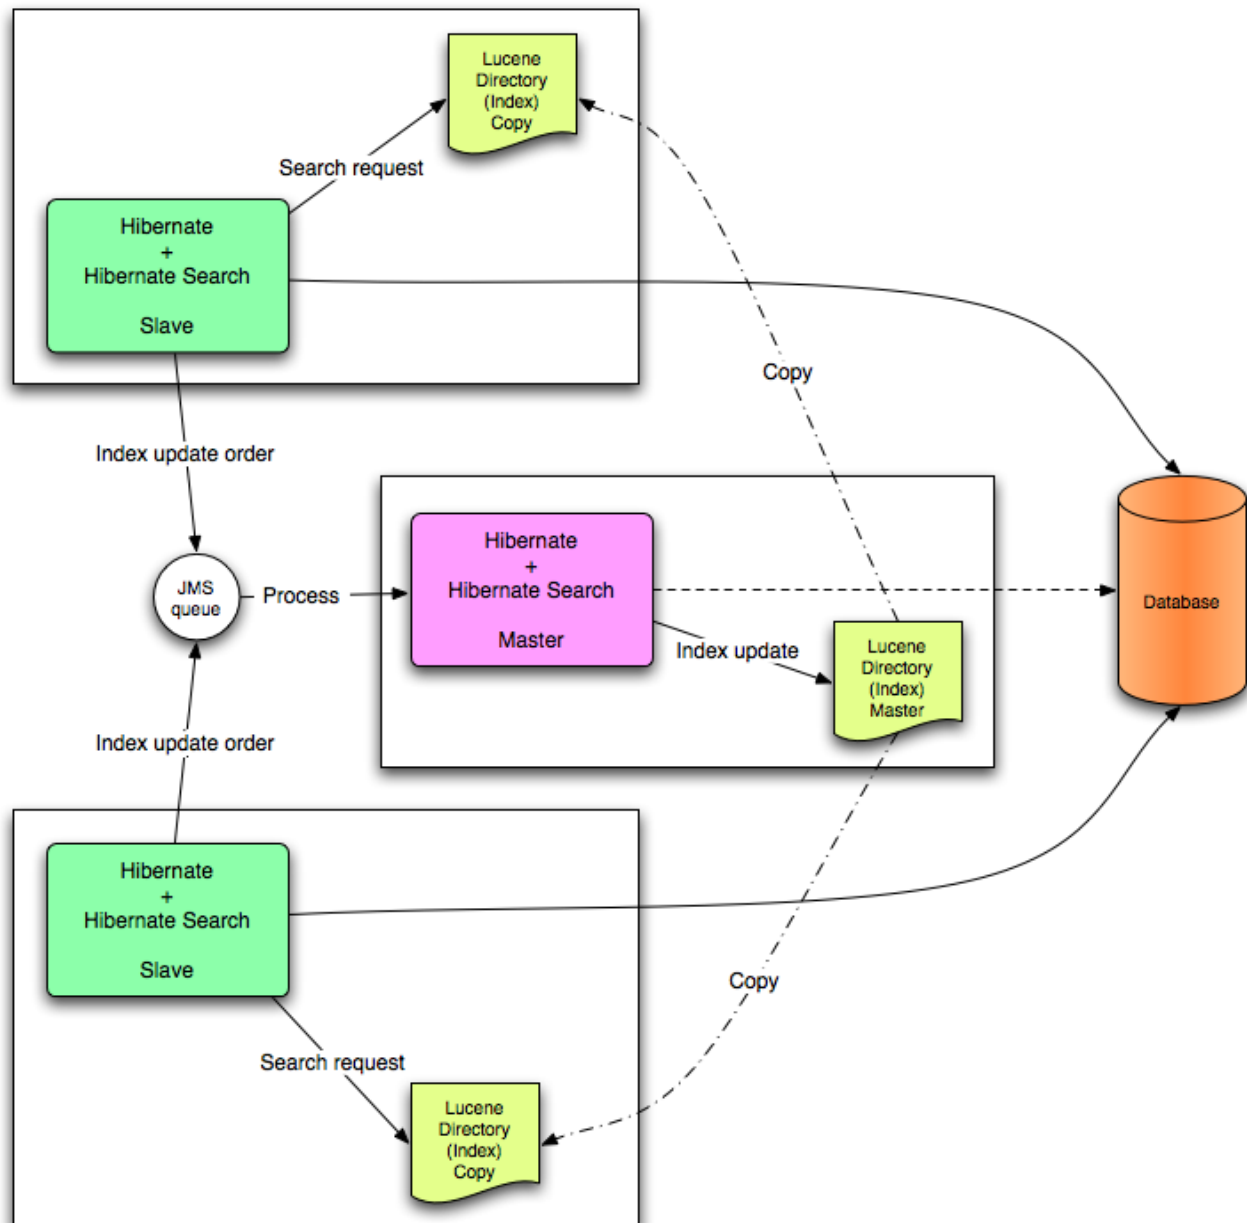 Lucene
Directory
(Index)
Copy
Search request
Hibernate
+
Hibernate Search
Slave
Copy
Index update order
Hibernate
+
Hibernate Search
Master
JMS
queue
Process
Database
Index update
Lucene
Directory
(Index)
Master
Index update order
Hibernate
+
Hibernate Search
Slave
Copy
Search request
Lucene
Directory
(Index)
Copy